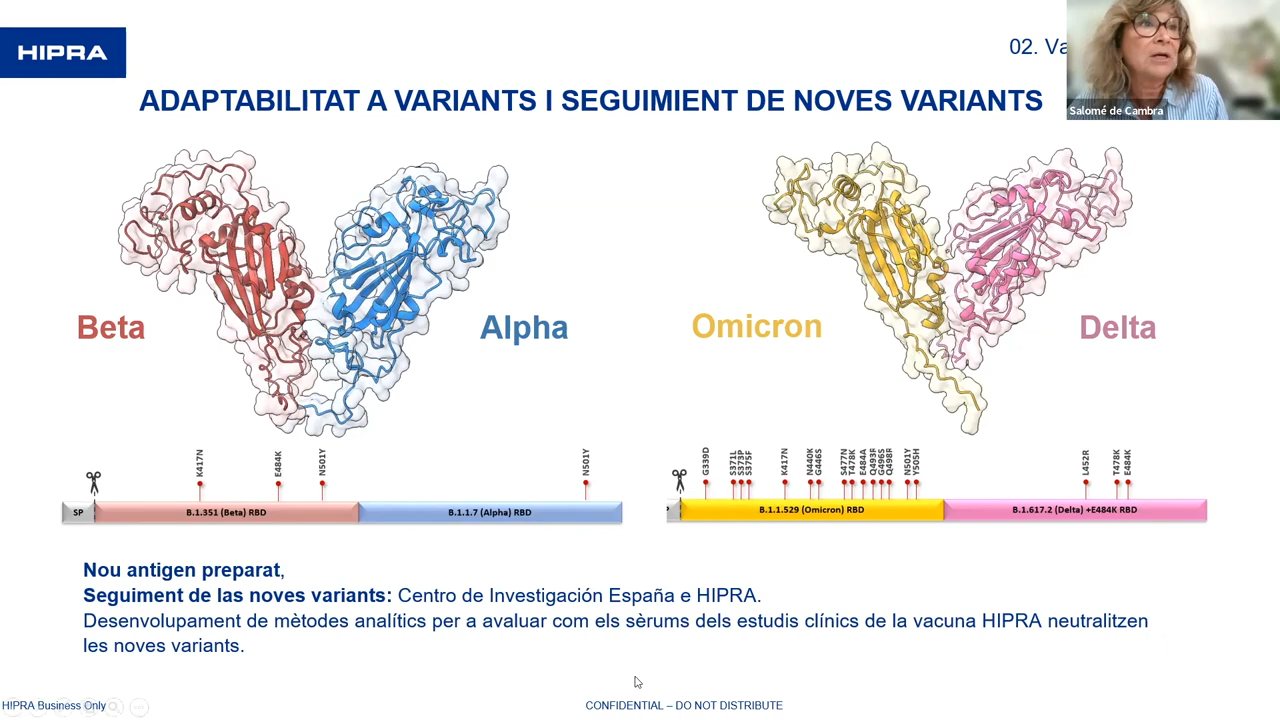 HIPRA
02. Va
Salomé de Cambra
ADAPTABILITAT A VARIANTS I SEGUIMIENT DE NOVES VARIANTS
Beta
Alpha
Omicron
Delta
K417N
E484K
N501Y
N501Y
SP
B.1.351 (Beta) RBD
B.1.1.7 (Alpha) RBD
G339D
S371L
S373P
S375F
K417N
N440K
G446S
S477N
T478K
E484A
Q493R
G496S
Q498R
N501Y
Y505H
L452R
T478K
E484K
B.1.1.529 (Omicron) RBD
B.1.617.2 (Delta) +E484K RBD
Nou antigen preparat,
Seguiment de las noves variants: Centro de Investigación España e HIPRA.
Desenvolupament de mètodes analítics per a avaluar com els sèrums dels estudis clínics de la vacuna HIPRA neutralitzen
les noves variants.
HIPRA Business Only
CONFIDENTIAL – DO NOT DISTRIBUTE